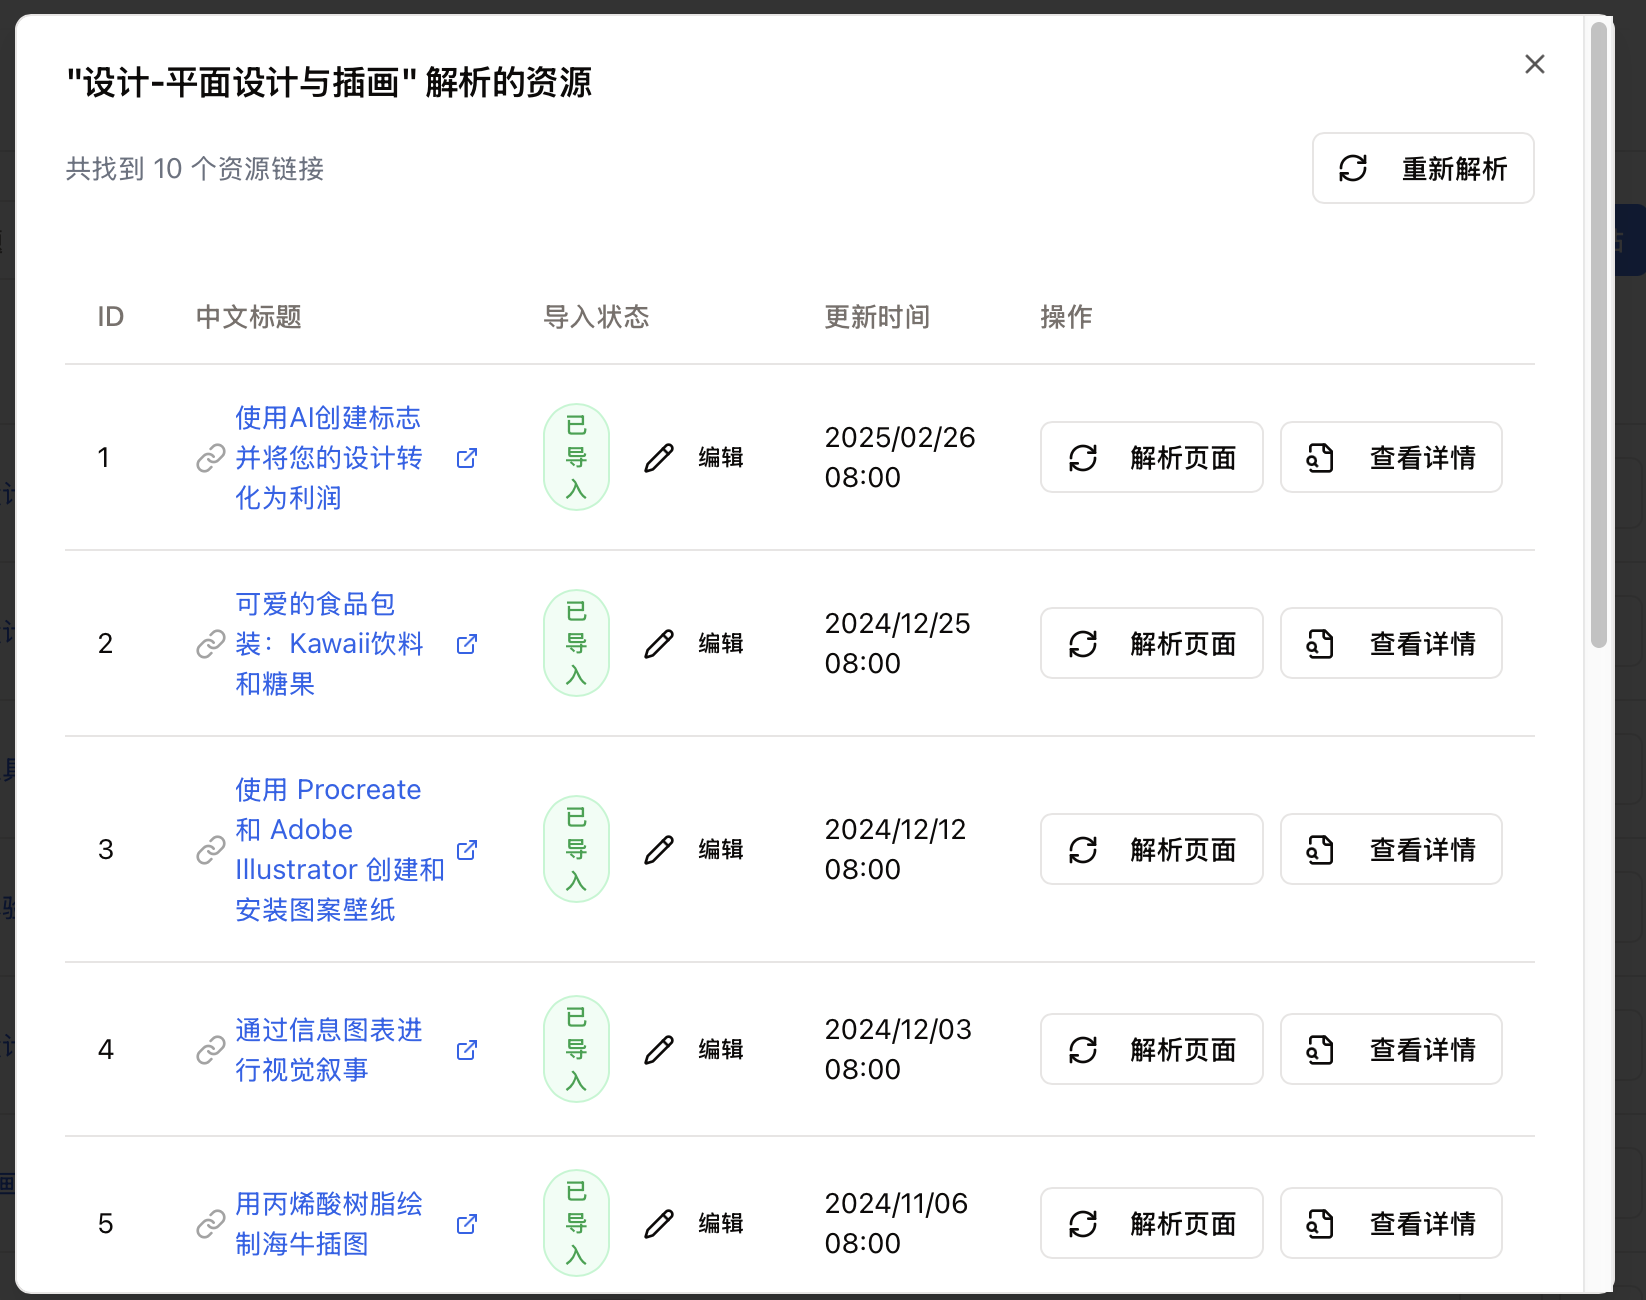 "设计-平面设计与插画" 解析的资源
共找到 10 个资源链接
重新解析
ID 中文标题 导入状态 更新时间 操作
1
使用AI创建标志
并将您的设计转
化为利润
已
导
入
编辑
2025/02/26
08:00
解析页面
查看详情
2
可爱的食品包
装：Kawaii饮料
和糖果
已
导
入
编辑
2024/12/25
08:00
解析页面
查看详情
3
使用 Procreate
和 Adobe
Illustrator 创建和
安装图案壁纸
已
导
入
编辑
2024/12/12
08:00
解析页面
查看详情
4
通过信息图表进
行视觉叙事
已
导
入
编辑
2024/12/03
08:00
解析页面
查看详情
5
用丙烯酸树脂绘
制海牛插图
已
导
入
编辑
2024/11/06
08:00
解析页面
查看详情